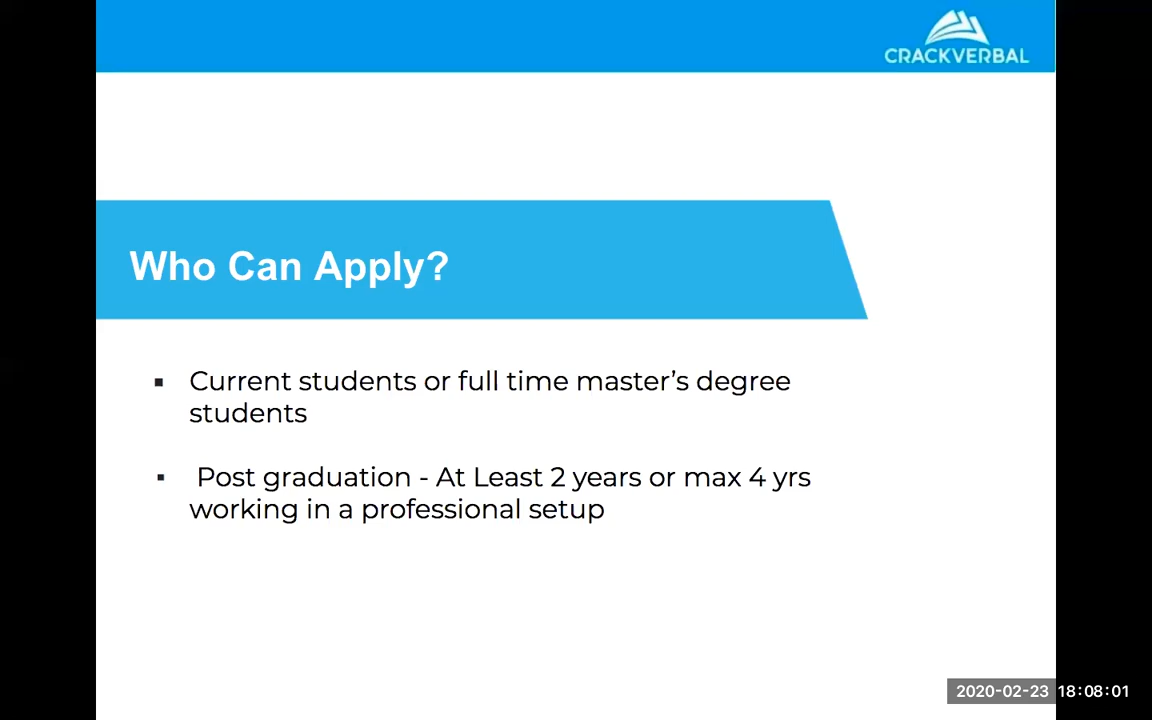 CRACKVERBAL
Who Can Apply?
▪ Current students or full time master’s degree
students
▪ Post graduation - At Least 2 years or max 4 yrs
working in a professional setup
2020-02-23 18:08:01